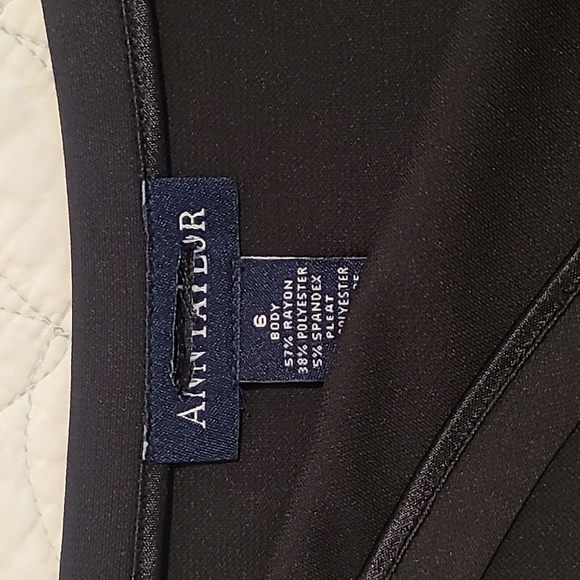 ANN TAYLOR
6
BODY
57% RAYON
38% POLYESTER
5% SPANDEX
PLEAT